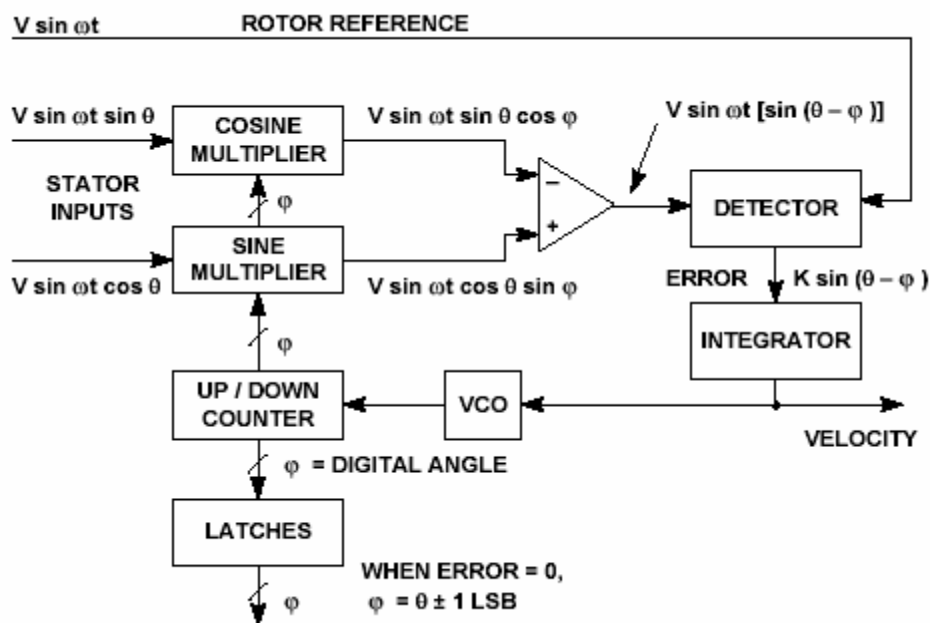 V sin ωt
ROTOR REFERENCE
V sin ωt sin θ
COSINE
MULTIPLIER
V sin ωt sin θ cos φ
V sin ωt [sin (θ – φ )]
STATOR
INPUTS
φ
–
+
DETECTOR
SINE
MULTIPLIER
V sin ωt cos θ
V sin ωt cos θ sin φ
ERROR
K sin (θ – φ )
φ
INTEGRATOR
UP / DOWN
COUNTER
VCO
VELOCITY
φ = DIGITAL ANGLE
LATCHES
WHEN ERROR = 0,
φ
φ = θ ± 1 LSB